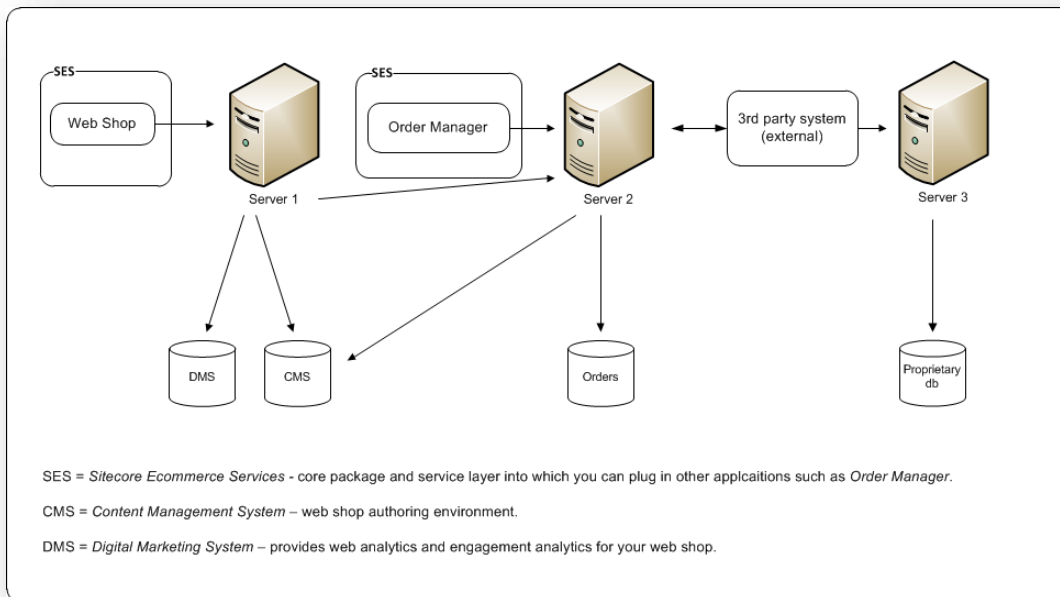 SES
SES
Web Shop
Order Manager
3rd party system
(external)
Server 1
Server 2
Server 3
DMS
CMS
Orders
Proprietary
db
SES = Sitecore Ecommerce Services - core package and service layer into which you can plug in other applcaitions such as Order Manager.
CMS = Content Management System – web shop authoring environment.
DMS = Digital Marketing System – provides web analytics and engagement analytics for your web shop.